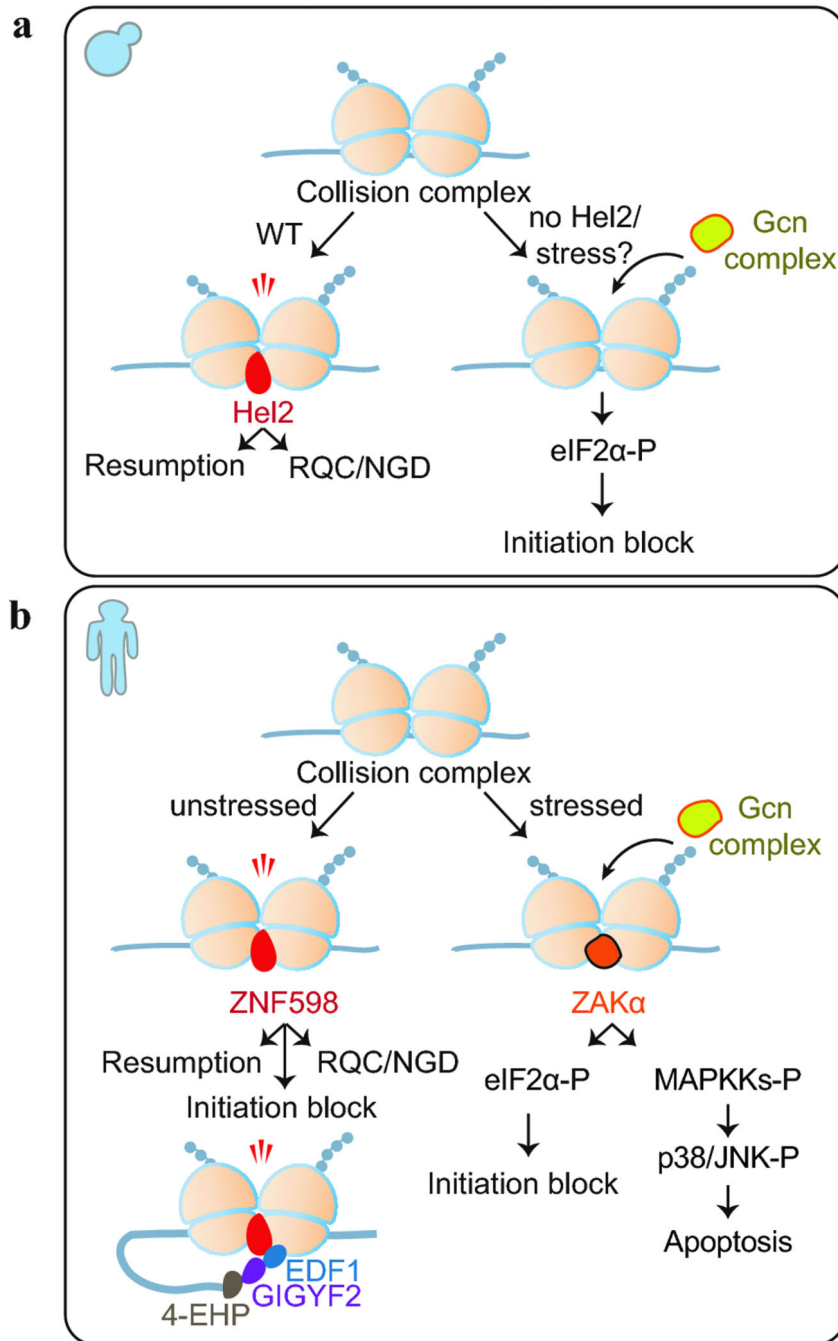 a
Collision complex
WT
no Hel2/
stress?
Gcn
complex
Hel2
Resumption
RQC/NGD
eIF2α-P
Initiation block
b
Collision complex
unstressed
stressed
Gcn
complex
ZNF598
ZAKα
Resumption
RQC/NGD
Initiation block
eIF2α-P
MAPKKs-P
p38/JNK-P
Initiation block
Apoptosis
EDF1
GIGYF2
4-EHP